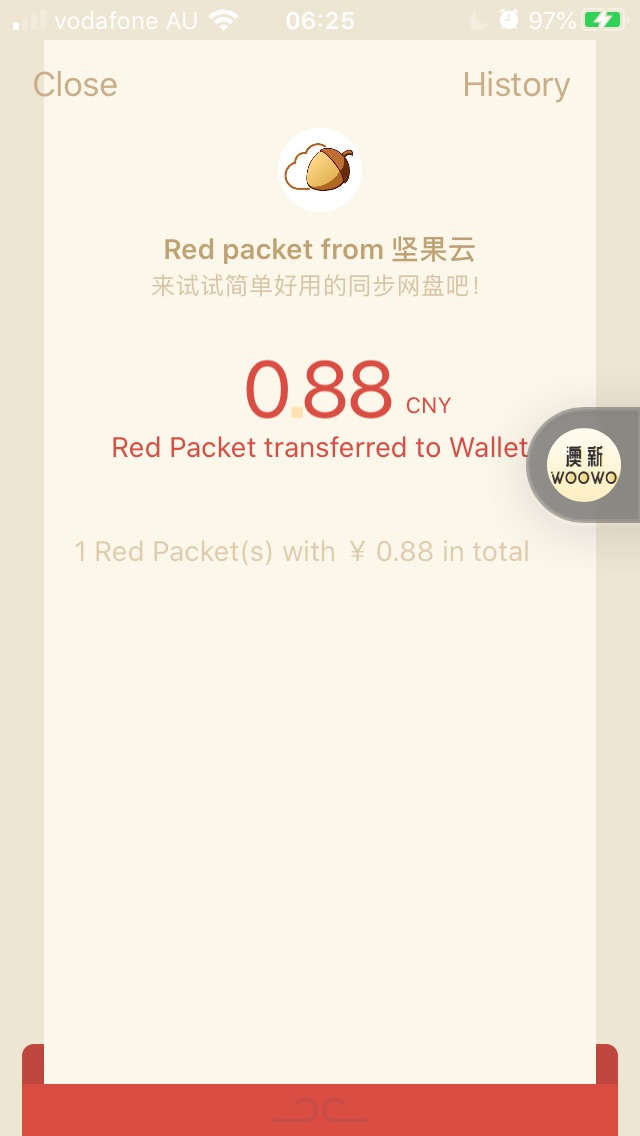 vodafone AU 06:25 97%
Close History
Red packet from 坚果云
来试试简单好用的同步网盘吧！
0.88 CNY
Red Packet transferred to Wallet
澳新
WOOWO
1 Red Packet(s) with ￥ 0.88 in total